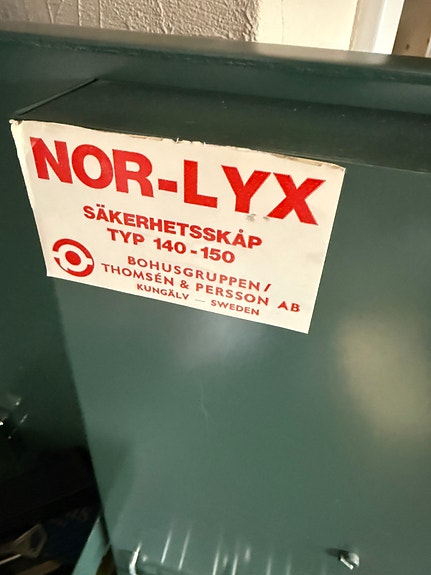 NOR-LYX
SÄKERHETSSKÅP
TYP 140-150
BOHUSGRUPPEN/
THOMSÉN & PERSSON AB
KUNGÄLV — SWEDEN